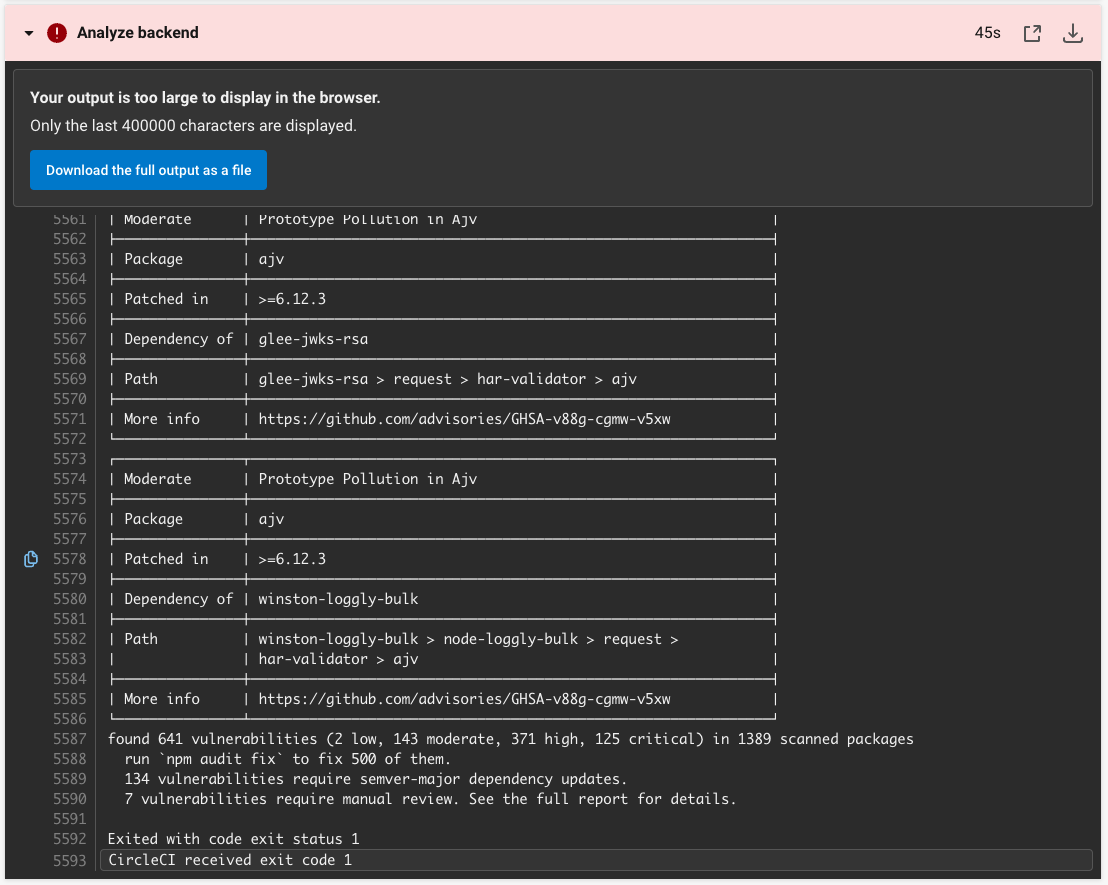 Analyze backend 45s
Your output is too large to display in the browser.
Only the last 400000 characters are displayed.
Download the full output as a file
5561 | Moderate | Prototype Pollution in Ajv |
5562
5563 | Package | ajv |
5564
5565 | Patched in | >=6.12.3 |
5566
5567 | Dependency of | glee-jwks-rsa |
5568
5569 | Path | glee-jwks-rsa > request > har-validator > ajv |
5570
5571 | More info | https://github.com/advisories/GHSA-v88g-cgmw-v5xw |
5572
5573
5574 | Moderate | Prototype Pollution in Ajv |
5575
5576 | Package | ajv |
5577
5578 | Patched in | >=6.12.3 |
5579
5580 | Dependency of | winston-loggly-bulk |
5581
5582 | Path | winston-loggly-bulk > node-loggly-bulk > request > |
5583 | | har-validator > ajv |
5584
5585 | More info | https://github.com/advisories/GHSA-v88g-cgmw-v5xw |
5586
5587 found 641 vulnerabilities (2 low, 143 moderate, 371 high, 125 critical) in 1389 scanned packages
5588 run `npm audit fix` to fix 500 of them.
5589 134 vulnerabilities require semver-major dependency updates.
5590 7 vulnerabilities require manual review. See the full report for details.
5591
5592 Exited with code exit status 1
5593 CircleCI received exit code 1